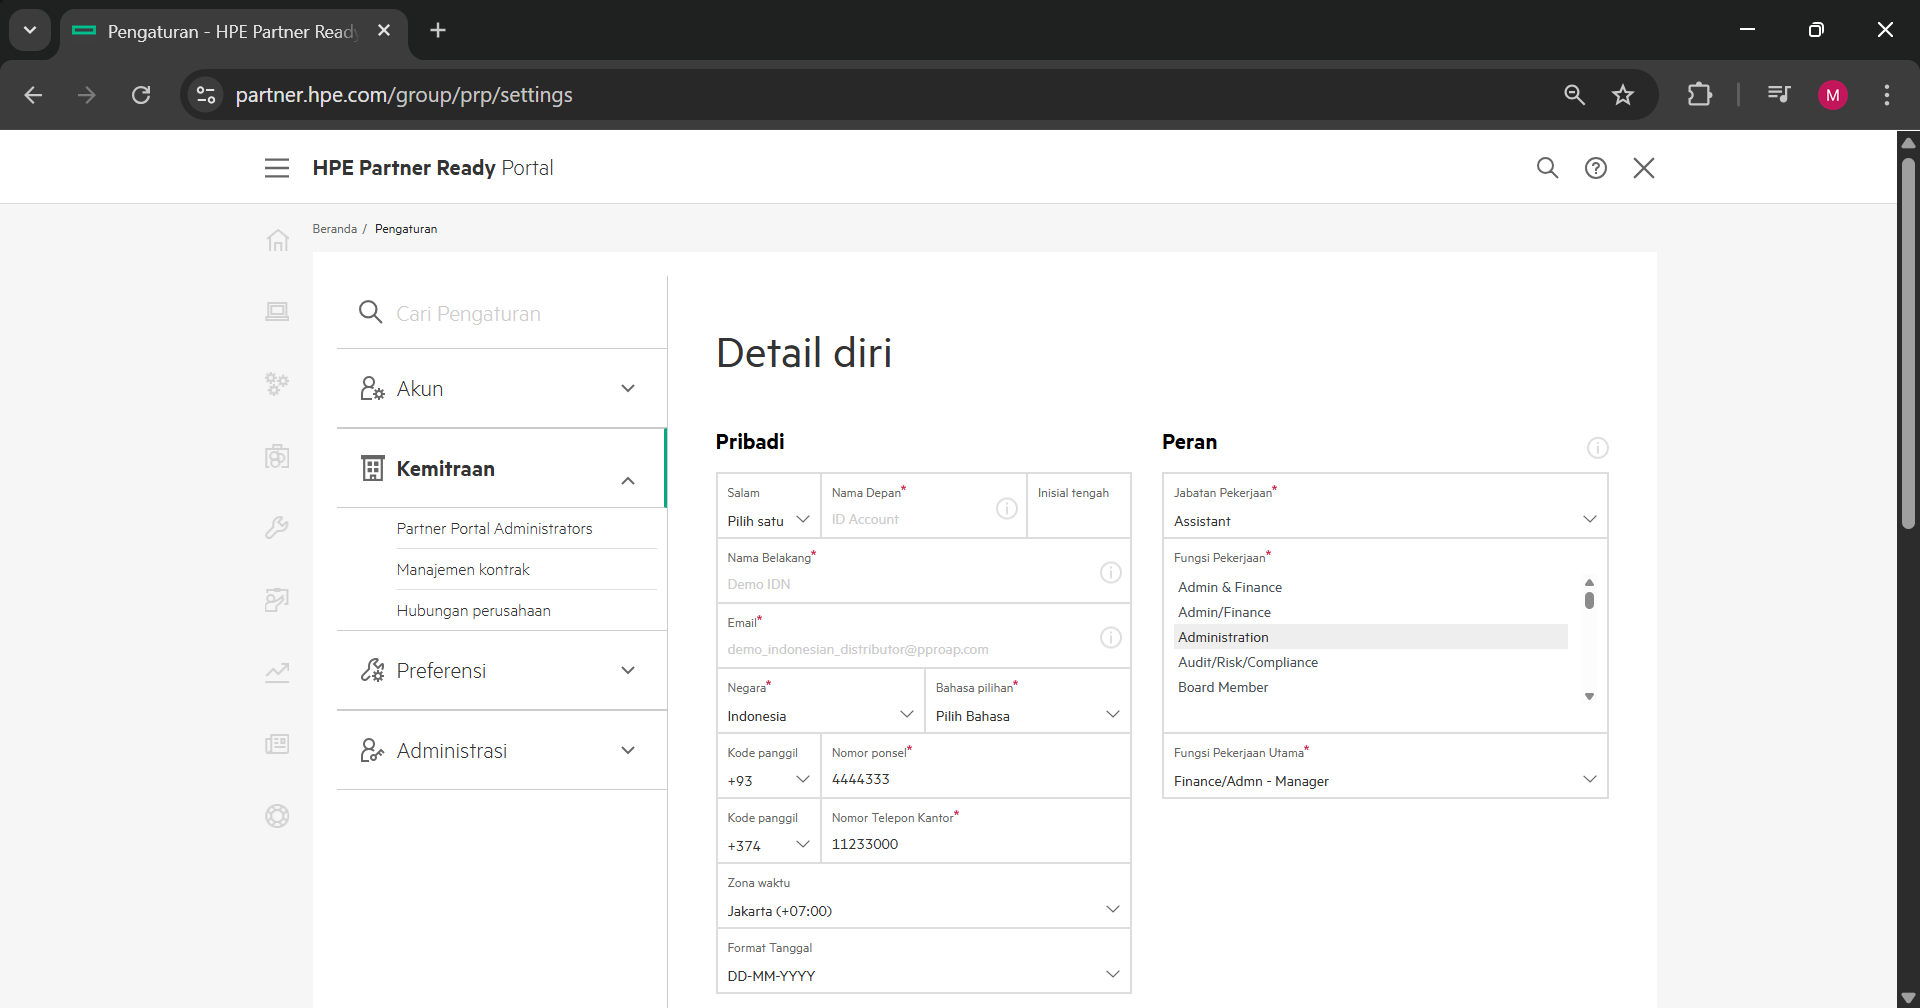 Pengaturan - HPE Partner Read
partner.hpe.com/group/prp/settings
M
HPE Partner Ready Portal
Beranda / Pengaturan
Cari Pengaturan
Akun
Kemitraan
Partner Portal Administrators
Manajemen kontrak
Hubungan perusahaan
Preferensi
Administrasi
Detail diri
Pribadi
Salam
Pilih satu
Nama Depan*
ID Account
Inisial tengah
Nama Belakang*
Demo IDN
Email*
demo_indonesian_distributor@pproap.com
Negara*
Indonesia
Bahasa pilihan*
Pilih Bahasa
Kode panggil
+93
Nomor ponsel*
4444333
Kode panggil
+374
Nomor Telepon Kantor*
11233000
Zona waktu
Jakarta (+07:00)
Format Tanggal
DD-MM-YYYY
Peran
Jabatan Pekerjaan*
Assistant
Fungsi Pekerjaan*
Admin & Finance
Admin/Finance
Administration
Audit/Risk/Compliance
Board Member
Fungsi Pekerjaan Utama*
Finance/Admn - Manager